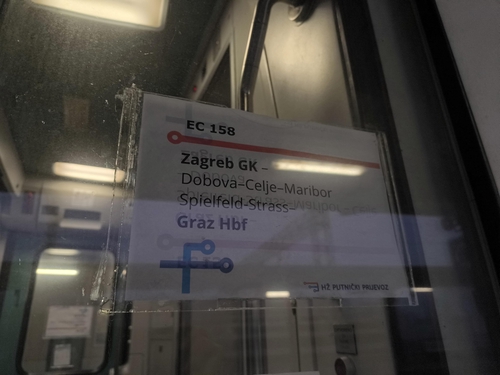 EC 158
Zagreb GK –
Dobova–Celje–Maribor
Spielfeld-Strass–
Graz Hbf
HŽ PUTNIČKI PRIJEVOZ